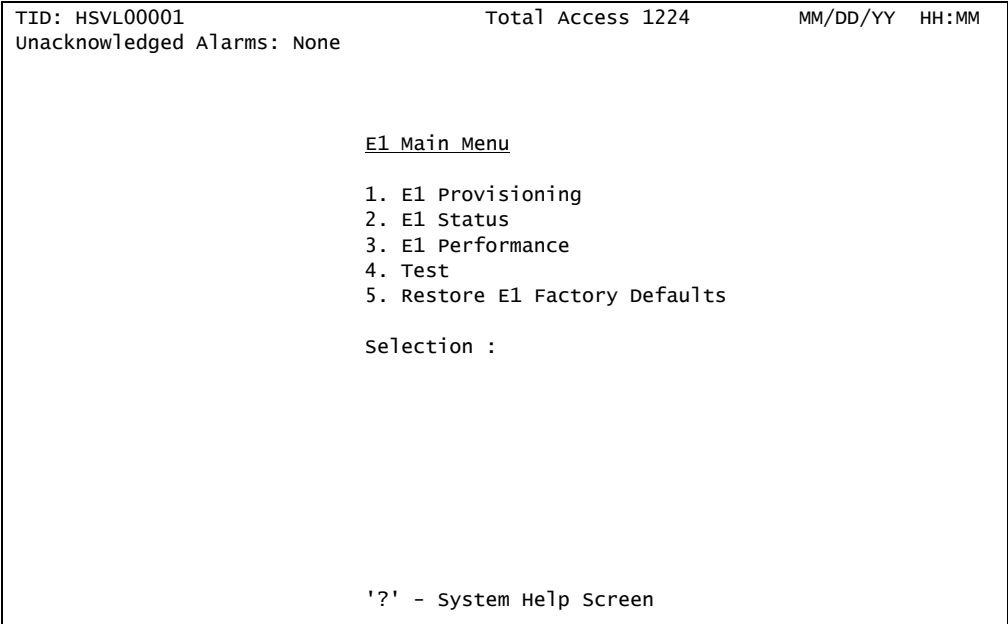 TID: HSVL00001 Total Access 1224 MM/DD/YY HH:MM
Unacknowledged Alarms: None
E1 Main Menu
1. E1 Provisioning
2. E1 Status
3. E1 Performance
4. Test
5. Restore E1 Factory Defaults
Selection :
'?' – System Help Screen